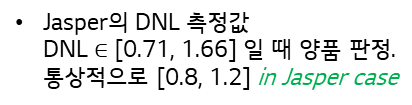 • Jasper의 DNL 측정값
DNL ∈ [0.71, 1.66] 일 때 양품 판정.
통상적으로 [0.8, 1.2] in Jasper case